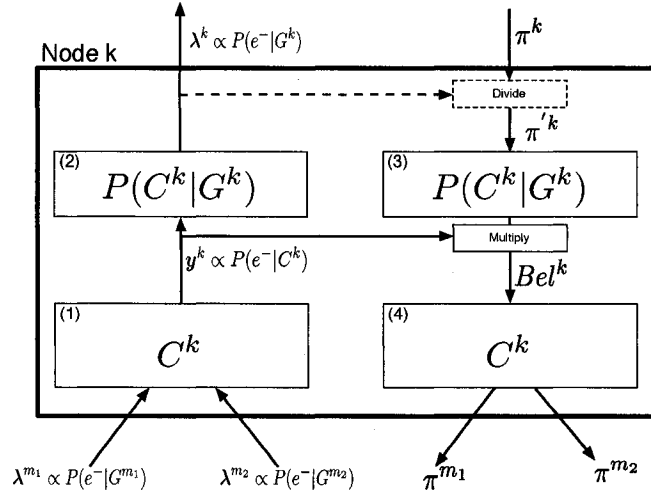 λ^k ∝ P(e^-|G^k)
π^k
Node k
Divide
π'^k
(2)
P(C^k|G^k)
(3)
P(C^k|G^k)
Multiply
y^k ∝ P(e^-|C^k)
Bel^k
(1)
C^k
(4)
C^k
λ^{m_1} ∝ P(e^-|G^{m_1})
λ^{m_2} ∝ P(e^-|G^{m_2})
π^{m_1}
π^{m_2}